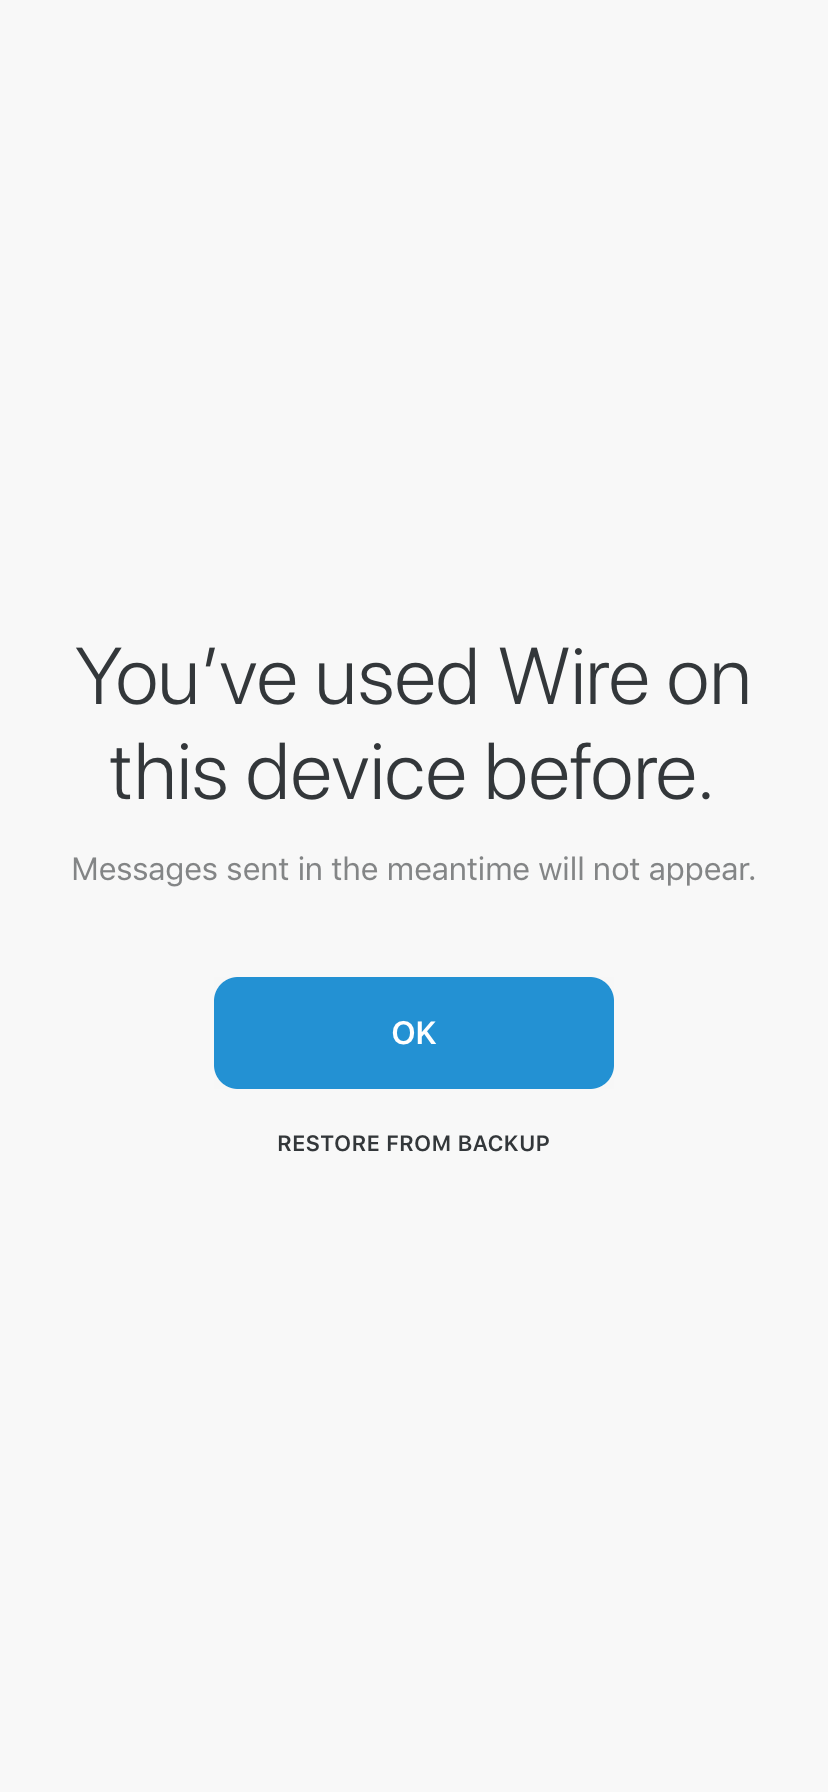 You’ve used Wire on
this device before.
Messages sent in the meantime will not appear.
OK
RESTORE FROM BACKUP